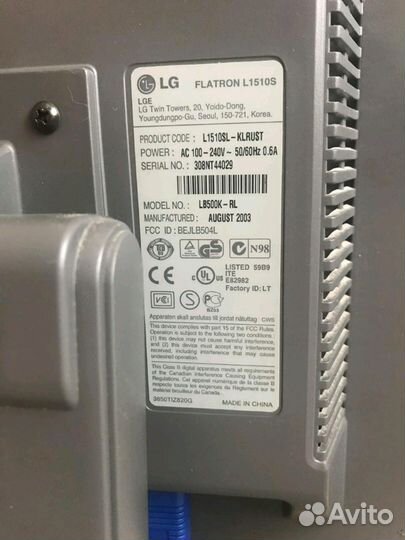 LG FLATRON L1510S
LGE
LG Twin Towers, 20, Yoido-Dong,
Youngdungpo-Gu, Seoul, 150-721, Korea.
PRODUCT CODE : L1510SL-KLRUST
POWER : AC 100-240V~ 50/60Hz 0.6A
SERIAL NO. : 308NT44029
MODEL NO. : LB500K-RL
MANUFACTURED : AUGUST 2003
FCC ID : BEJLB504L
N98
LISTED 59B9
ITE
E82982
Factory ID: LT
Apparaten skall anslutas till jordat nätuttag CWS
This device complies with part 15 of the FCC Rules.
Operation is subject to the following two conditions:
(1) this device may not cause harmful interference,
and (2) this device must accept any interference
received, including interference that may cause
undesired operation.
This Class B digital apparatus meets all requirements
of the Canadian Interference Causing Equipment
Regulations. Cet appareil numérique de la class B
respecte toutes les exigences du Réglement sur le
matériel brouilleur du Canada.
3850TIZ820G MADE IN CHINA
Avito